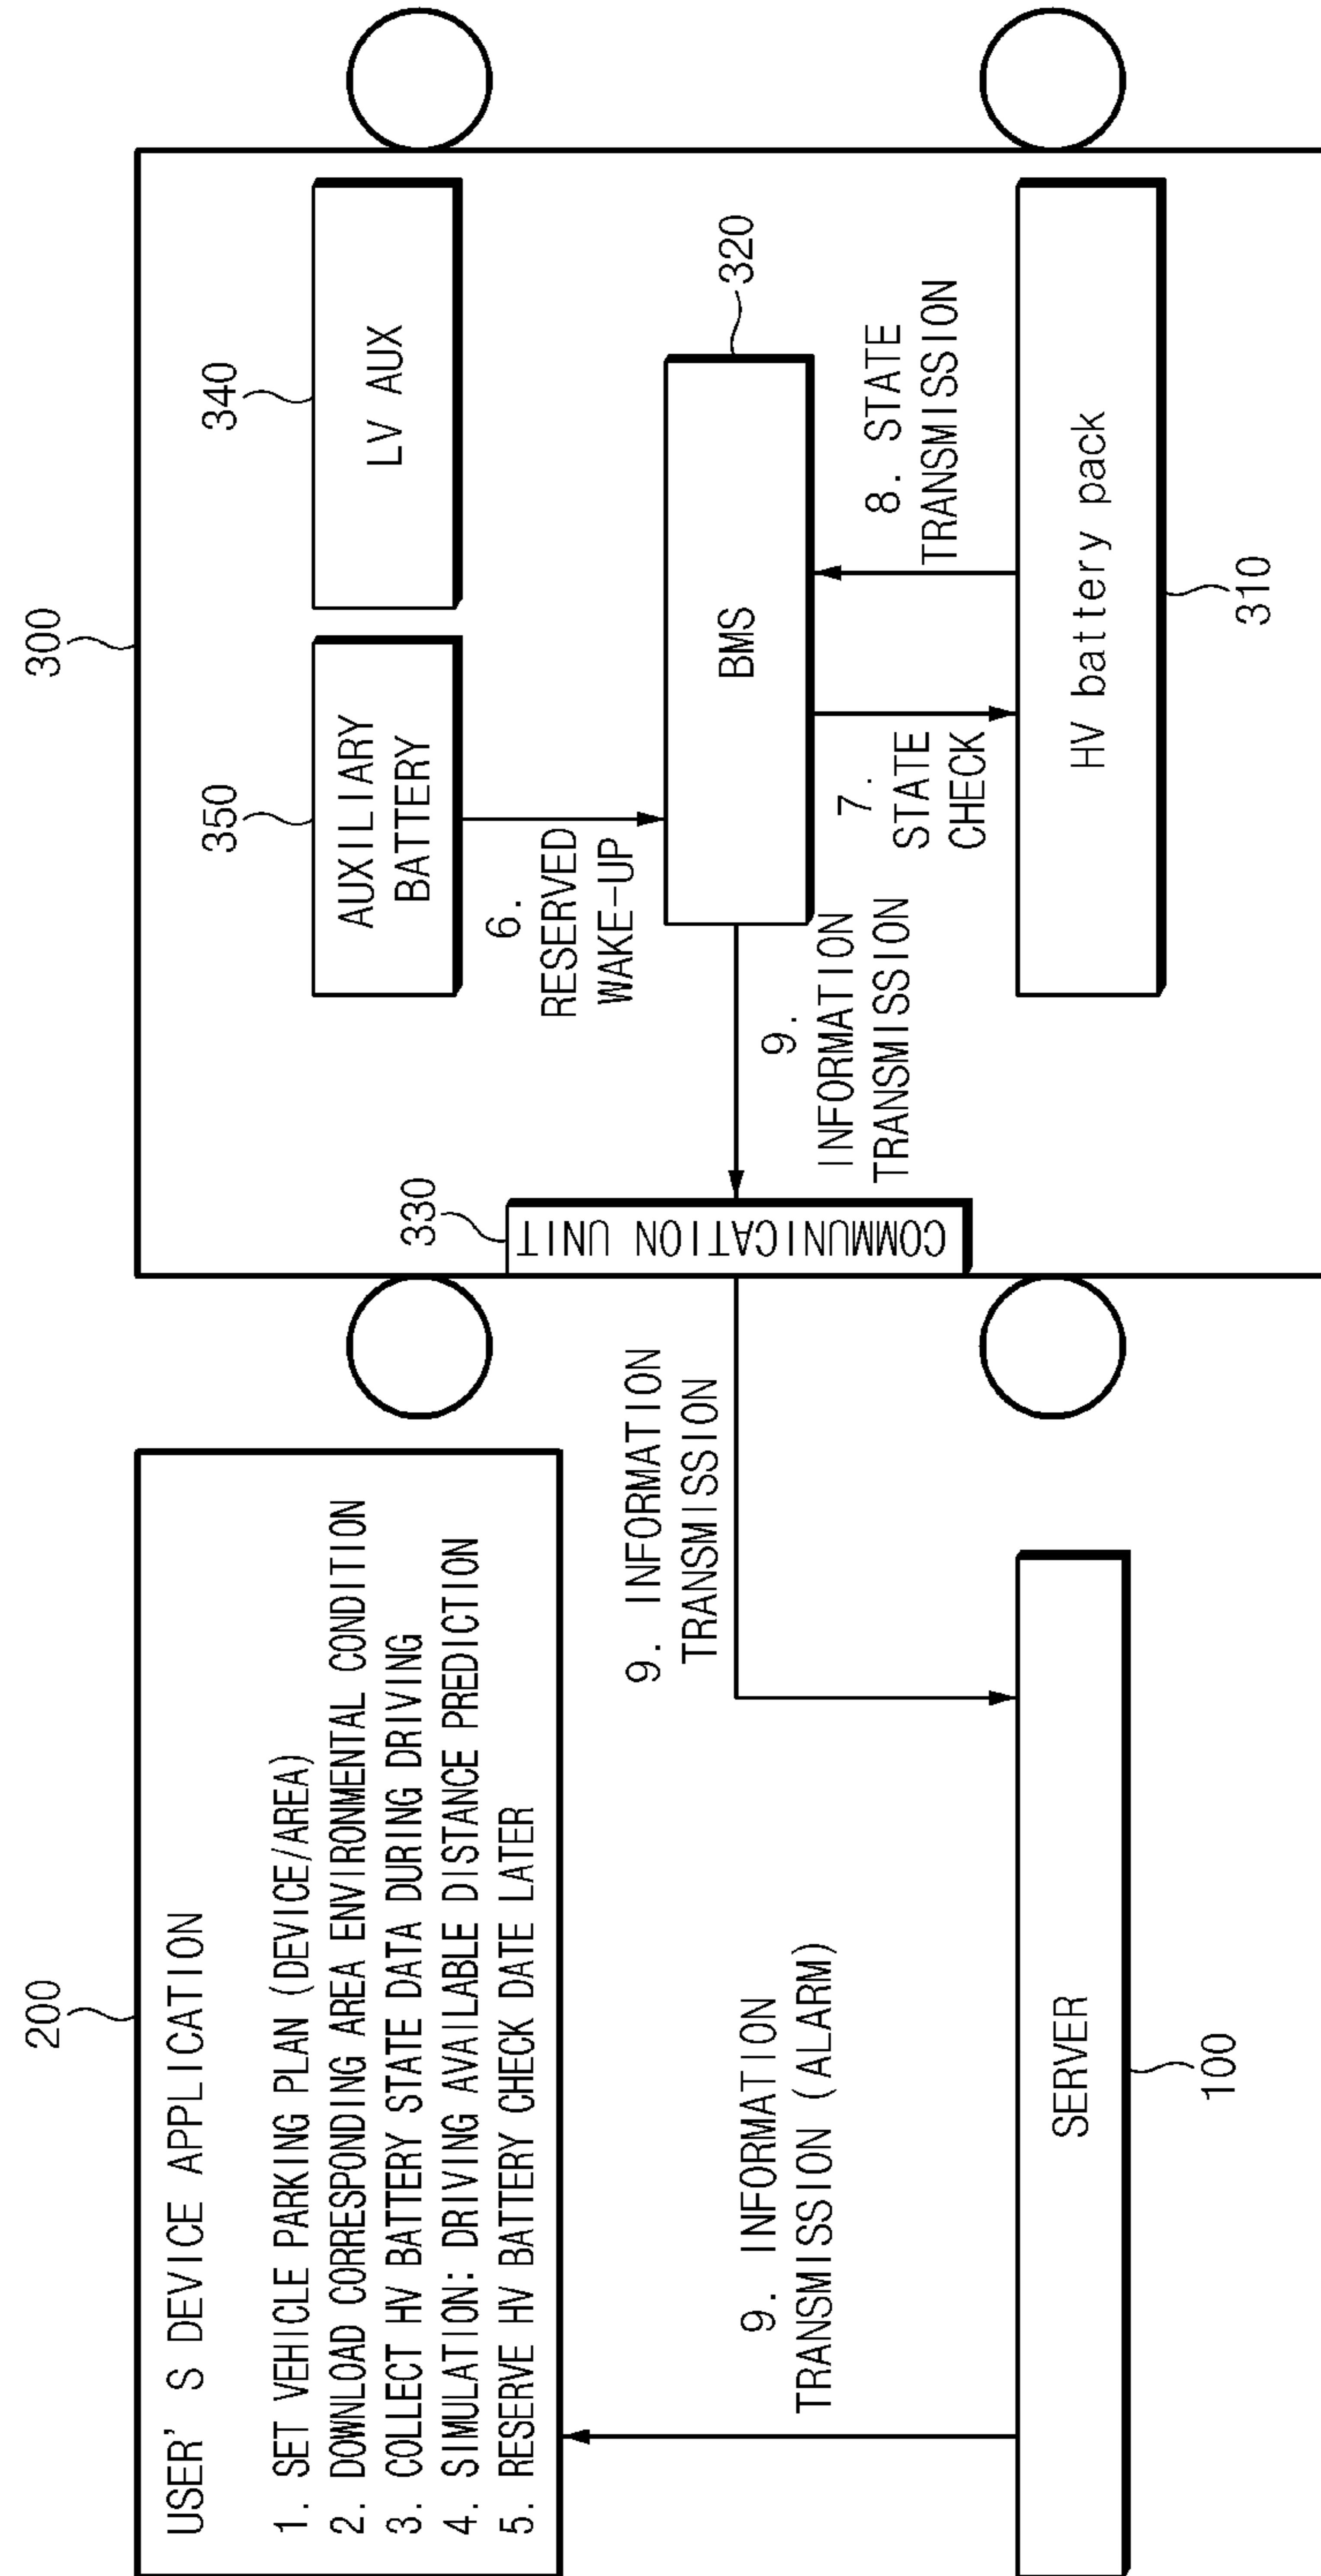 200
USER' S DEVICE APPLICATION
1. SET VEHICLE PARKING PLAN (DEVICE/AREA)
2. DOWNLOAD CORRESPONDING AREA ENVIRONMENTAL CONDITION
3. COLLECT HV BATTERY STATE DATA DURING DRIVING
4. SIMULATION: DRIVING AVAILABLE DISTANCE PREDICTION
5. RESERVE HV BATTERY CHECK DATE LATER
9. INFORMATION
TRANSMISSION (ALARM)
SERVER
100
9. INFORMATION
TRANSMISSION
300
330
COMMUNICATION UNIT
350
AUXILIARY
BATTERY
340
LV AUX
6.
RESERVED
WAKE-UP
320
BMS
9.
INFORMATION
TRANSMISSION
7.
STATE
CHECK
8. STATE
TRANSMISSION
HV battery pack
310